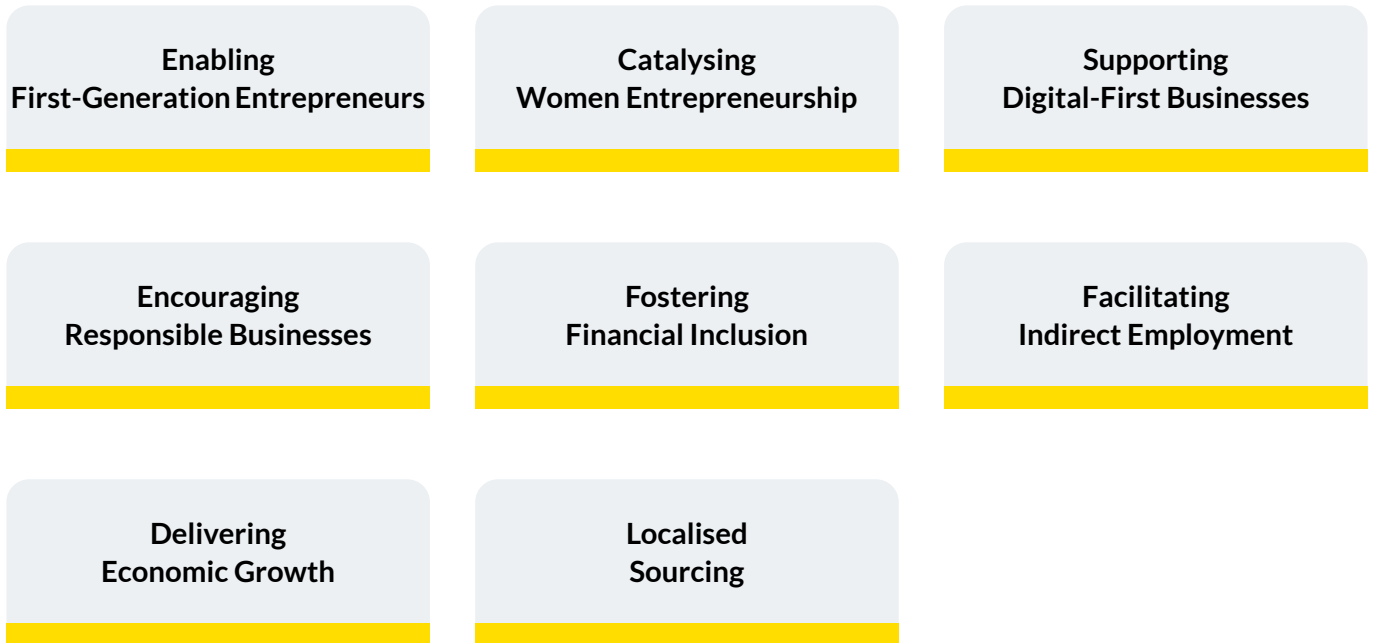 Enabling
First-Generation Entrepreneurs
Catalysing
Women Entrepreneurship
Supporting
Digital-First Businesses
Encouraging
Responsible Businesses
Fostering
Financial Inclusion
Facilitating
Indirect Employment
Delivering
Economic Growth
Localised
Sourcing